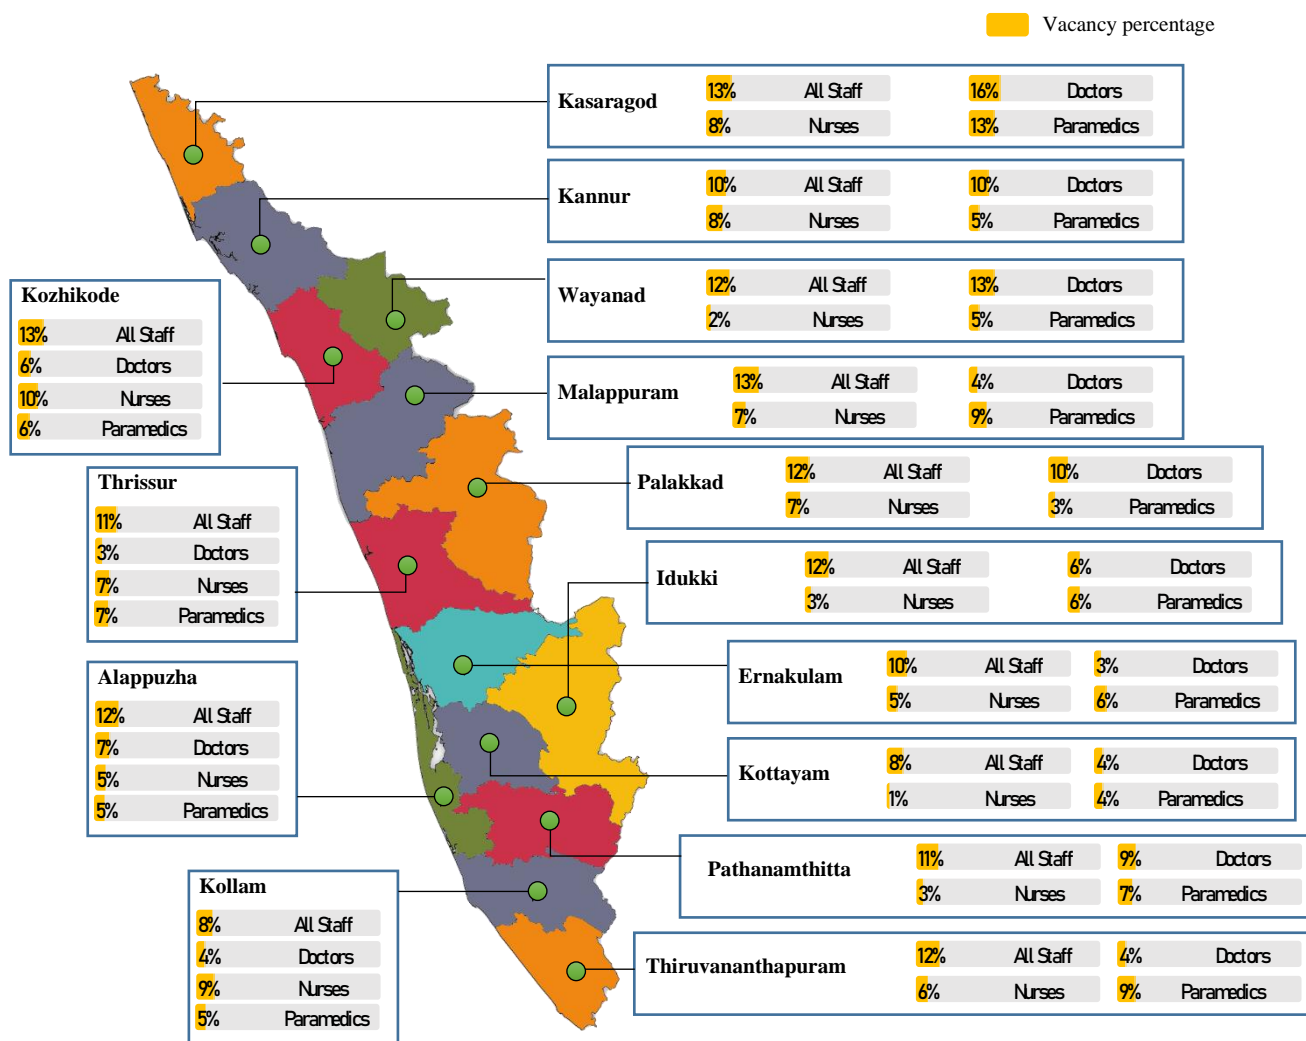 Vacancy percentage
Kasaragod
13% All Staff 16% Doctors
8% Nurses 13% Paramedics
Kannur
10% All Staff 10% Doctors
8% Nurses 5% Paramedics
Wayanad
12% All Staff 13% Doctors
2% Nurses 5% Paramedics
Kozhikode
13% All Staff
6% Doctors
10% Nurses
6% Paramedics
Malappuram
13% All Staff 4% Doctors
7% Nurses 9% Paramedics
Palakkad
12% All Staff 10% Doctors
7% Nurses 3% Paramedics
Thrissur
11% All Staff
3% Doctors
7% Nurses
7% Paramedics
Idukki
12% All Staff 6% Doctors
3% Nurses 6% Paramedics
Ernakulam
10% All Staff 3% Doctors
5% Nurses 6% Paramedics
Alappuzha
12% All Staff
7% Doctors
5% Nurses
5% Paramedics
Kottayam
8% All Staff 4% Doctors
1% Nurses 4% Paramedics
Pathanamthitta
11% All Staff 9% Doctors
3% Nurses 7% Paramedics
Kollam
8% All Staff
4% Doctors
9% Nurses
5% Paramedics
Thiruvananthapuram
12% All Staff 4% Doctors
6% Nurses 9% Paramedics